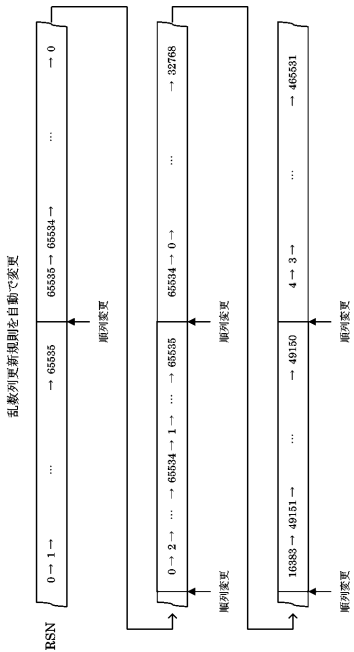 乱数列更新規則を自動で変更
RSN
0 → 1 → … → 65535
65535 → 65534 → … → 0
順列変更
0 → 2 → … → 65534 → 1 → … → 65535
65534 → 0 → … → 32768
順列変更
順列変更
16383 → 49151 → … → 49150
4 → 3 → … → 465531
順列変更
順列変更